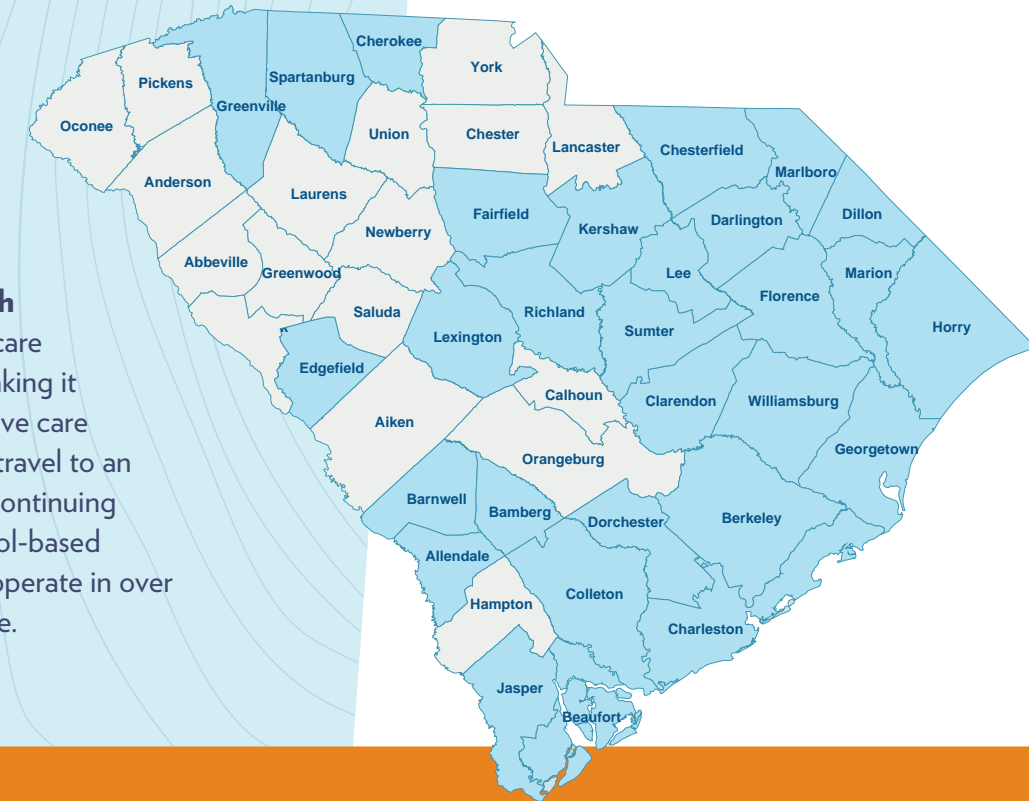 h
care
king it
ve care
travel to an
ontinuing
ol-based
operate in over
e.
Cherokee
York
Pickens
Spartanburg
Greenville
Oconee
Union
Chester
Lancaster
Chesterfield
Marlboro
Anderson
Laurens
Fairfield
Kershaw
Darlington
Dillon
Newberry
Abbeville
Greenwood
Lee
Marion
Florence
Saluda
Richland
Sumter
Horry
Lexington
Edgefield
Calhoun
Clarendon
Williamsburg
Aiken
Georgetown
Orangeburg
Barnwell
Bamberg
Dorchester
Berkeley
Allendale
Hampton
Colleton
Charleston
Jasper
Beaufort